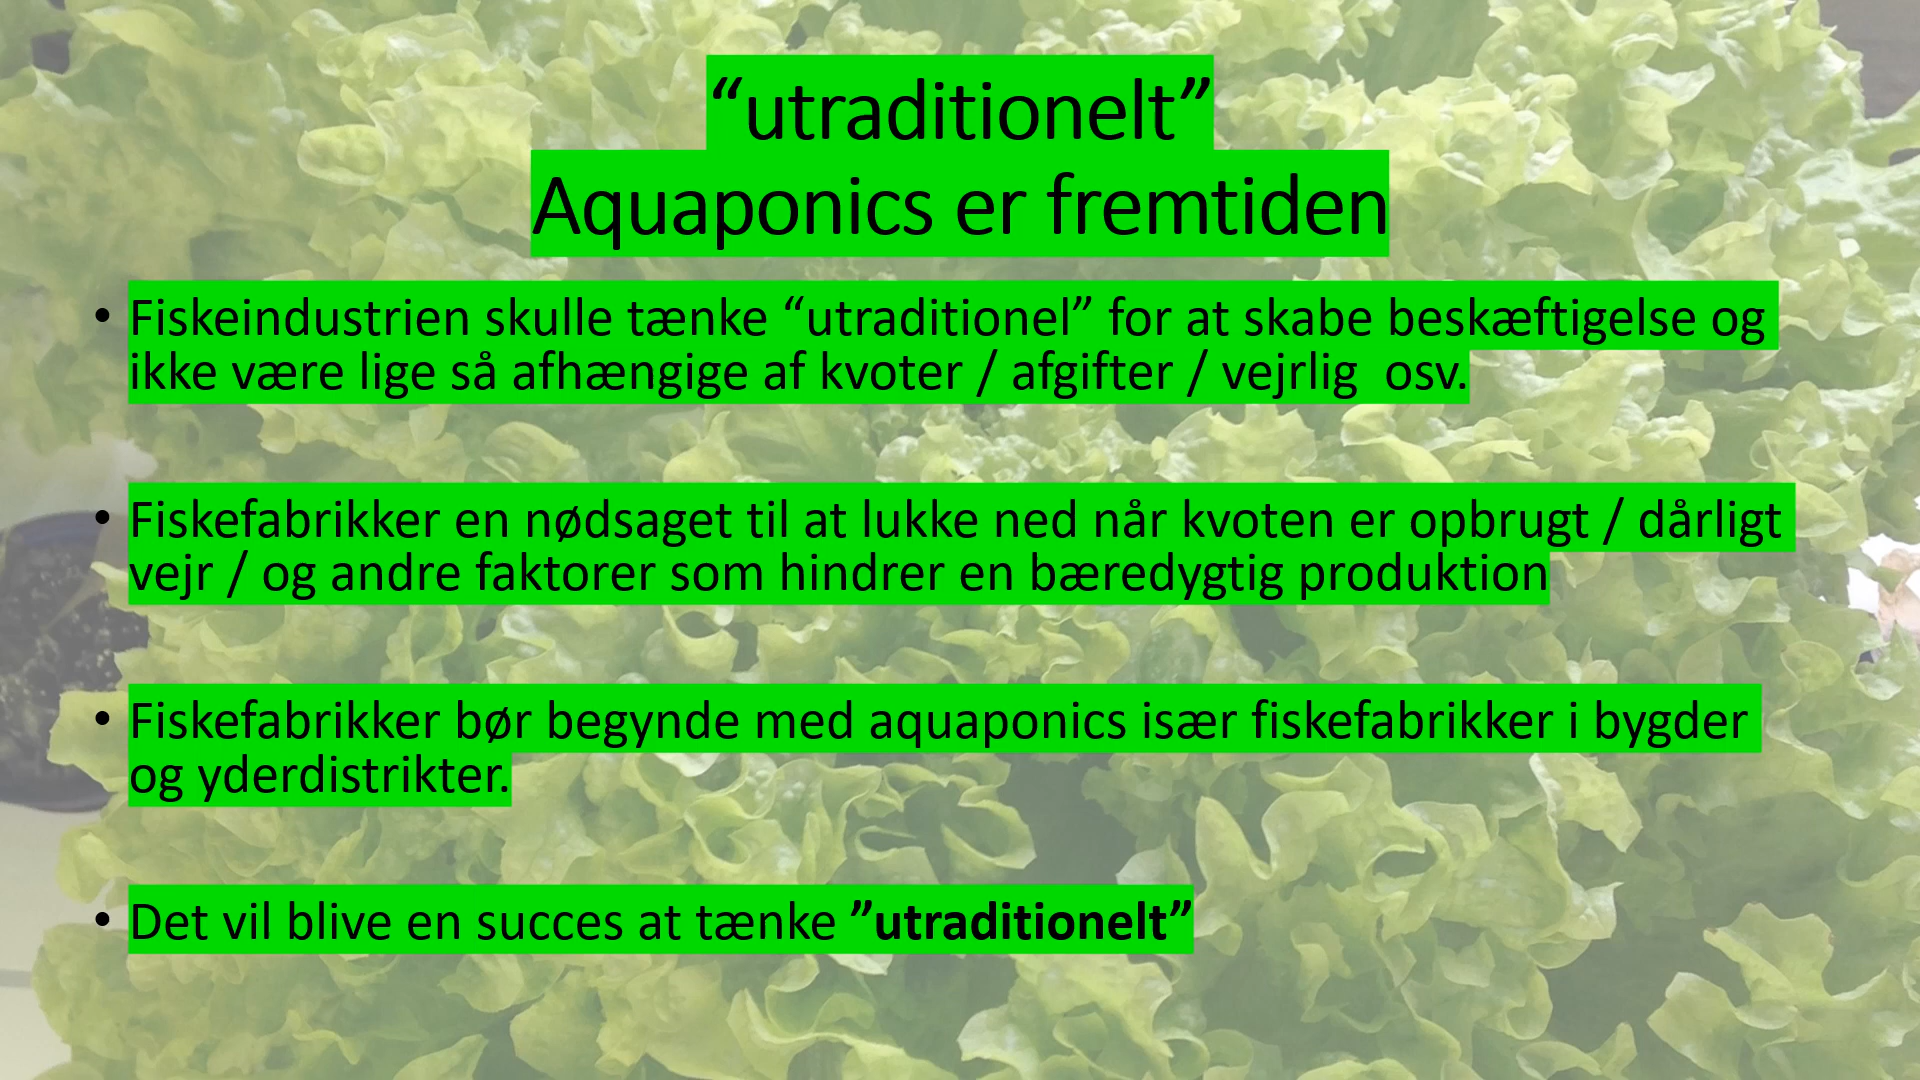 “utraditionelt”
Aquaponics er fremtiden
• Fiskeindustrien skulle tænke “utraditionel” for at skabe beskæftigelse og
ikke være lige så afhængige af kvoter / afgifter / vejrlig  osv.
• Fiskefabrikker en nødsaget til at lukke ned når kvoten er opbrugt / dårligt
vejr / og andre faktorer som hindrer en bæredygtig produktion
• Fiskefabrikker bør begynde med aquaponics især fiskefabrikker i bygder
og yderdistrikter.
• Det vil blive en succes at tænke ”utraditionelt”